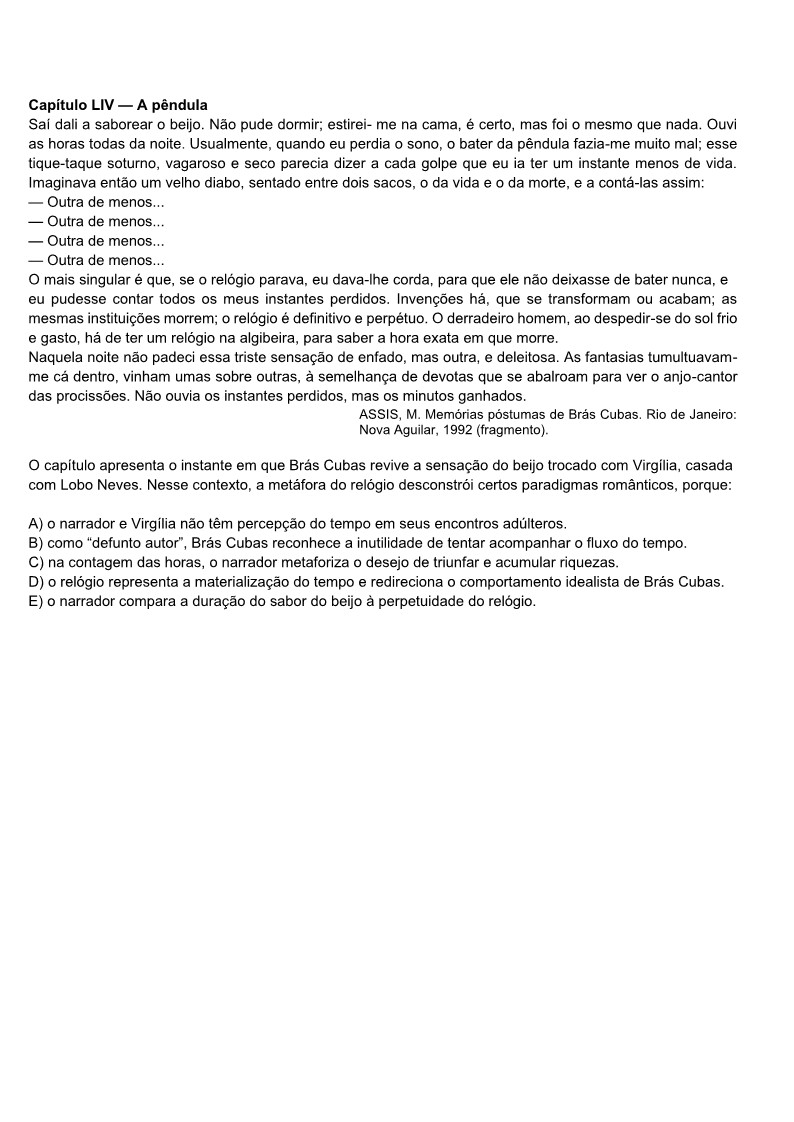 Capítulo LIV — A pêndula
Saí dali a saborear o beijo. Não pude dormir; estirei- me na cama, é certo, mas foi o mesmo que nada. Ouvi
as horas todas da noite. Usualmente, quando eu perdia o sono, o bater da pêndula fazia-me muito mal; esse
tique-taque soturno, vagaroso e seco parecia dizer a cada golpe que eu ia ter um instante menos de vida.
Imaginava então um velho diabo, sentado entre dois sacos, o da vida e o da morte, e a contá-las assim:
— Outra de menos...
— Outra de menos...
— Outra de menos...
— Outra de menos...
O mais singular é que, se o relógio parava, eu dava-lhe corda, para que ele não deixasse de bater nunca, e
eu pudesse contar todos os meus instantes perdidos. Invenções há, que se transformam ou acabam; as
mesmas instituições morrem; o relógio é definitivo e perpétuo. O derradeiro homem, ao despedir-se do sol frio
e gasto, há de ter um relógio na algibeira, para saber a hora exata em que morre.
Naquela noite não padeci essa triste sensação de enfado, mas outra, e deleitosa. As fantasias tumultuavam-
me cá dentro, vinham umas sobre outras, à semelhança de devotas que se abalroam para ver o anjo-cantor
das procissões. Não ouvia os instantes perdidos, mas os minutos ganhados.
ASSIS, M. Memórias póstumas de Brás Cubas. Rio de Janeiro:
Nova Aguilar, 1992 (fragmento).
O capítulo apresenta o instante em que Brás Cubas revive a sensação do beijo trocado com Virgília, casada
com Lobo Neves. Nesse contexto, a metáfora do relógio desconstrói certos paradigmas românticos, porque:
A) o narrador e Virgília não têm percepção do tempo em seus encontros adúlteros.
B) como “defunto autor”, Brás Cubas reconhece a inutilidade de tentar acompanhar o fluxo do tempo.
C) na contagem das horas, o narrador metaforiza o desejo de triunfar e acumular riquezas.
D) o relógio representa a materialização do tempo e redireciona o comportamento idealista de Brás Cubas.
E) o narrador compara a duração do sabor do beijo à perpetuidade do relógio.